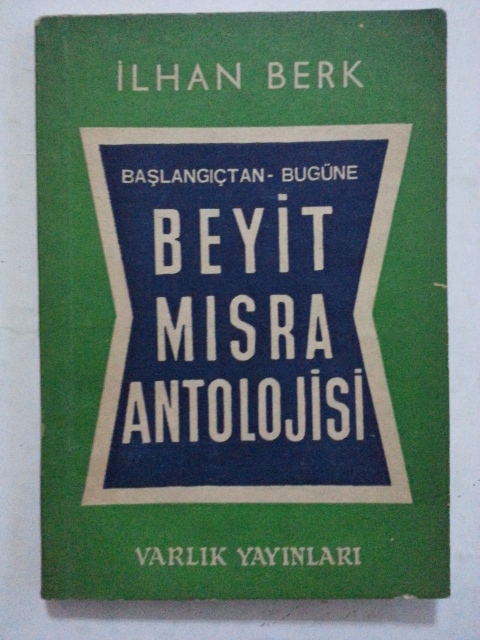 İLHAN BERK
BAŞLANGIÇTAN - BUGÜNE
BEYİT
MISRA
ANTOLOJİSİ
VARLIK YAYINLARI